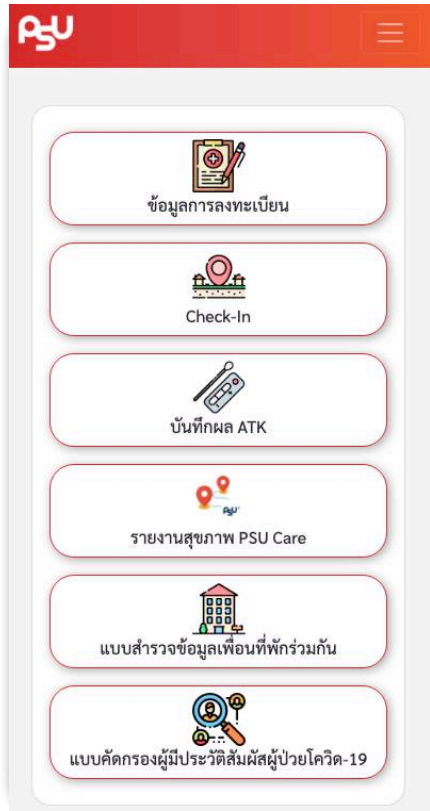 PSU
ข้อมูลการลงทะเบียน
Check-In
บันทึกผล ATK
PSU
รายงานสุขภาพ PSU Care
แบบสำรวจข้อมูลเพื่อนที่พักร่วมกัน
แบบคัดกรองผู้มีประวัติสัมผัสผู้ป่วยโควิด-19